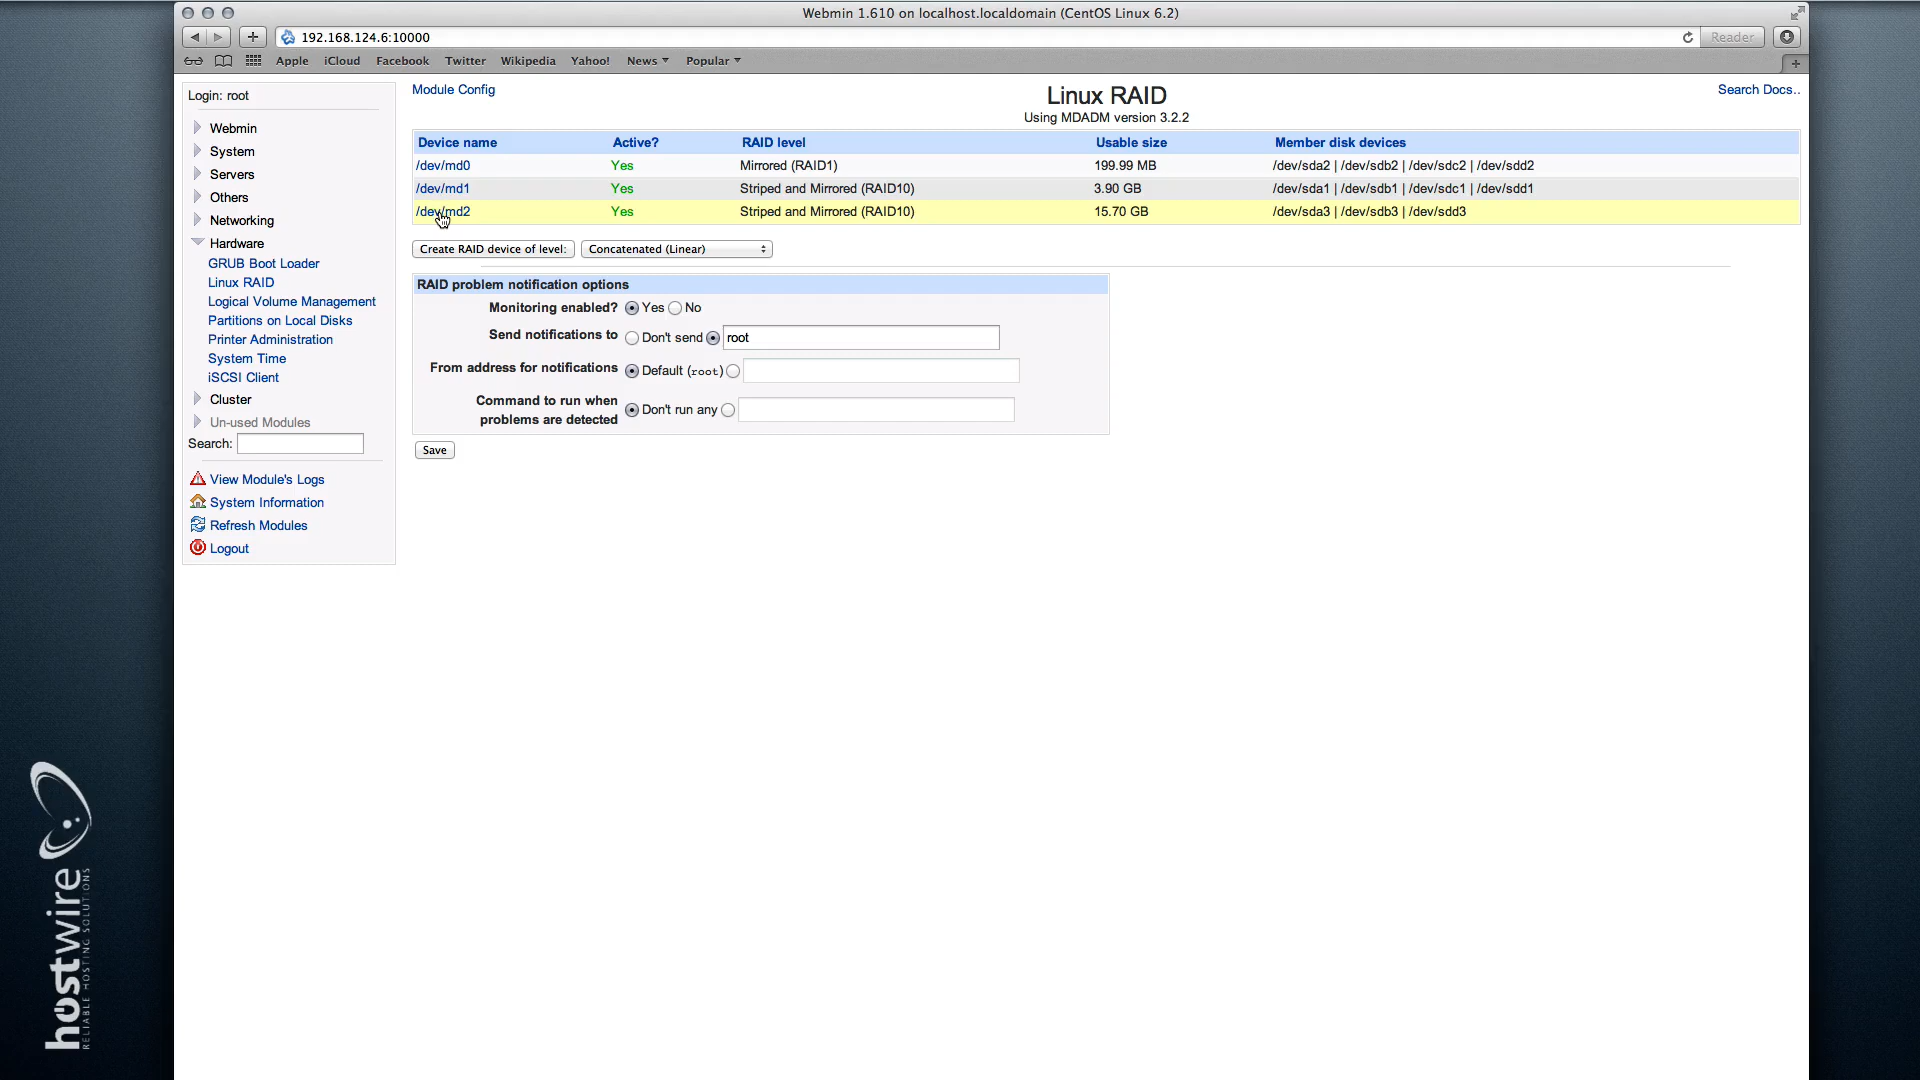 Webmin 1.610 on localhost.localdomain (CentOS Linux 6.2)
192.168.124.6:10000
Reader
Apple iCloud Facebook Twitter Wikipedia Yahoo! News Popular
Login: root
Webmin
System
Servers
Others
Networking
Hardware
GRUB Boot Loader
Linux RAID
Logical Volume Management
Partitions on Local Disks
Printer Administration
System Time
iSCSI Client
Cluster
Un-used Modules
Search:
View Module's Logs
System Information
Refresh Modules
Logout
Module Config
Linux RAID
Search Docs..
Using MDADM version 3.2.2
Device name Active? RAID level Usable size Member disk devices
/dev/md0 Yes Mirrored (RAID1) 199.99 MB /dev/sda2 | /dev/sdb2 | /dev/sdc2 | /dev/sdd2
/dev/md1 Yes Striped and Mirrored (RAID10) 3.90 GB /dev/sda1 | /dev/sdb1 | /dev/sdc1 | /dev/sdd1
/dev/md2 Yes Striped and Mirrored (RAID10) 15.70 GB /dev/sda3 | /dev/sdb3 | /dev/sdd3
Create RAID device of level: Concatenated (Linear)
RAID problem notification options
Monitoring enabled? Yes No
Send notifications to Don't send root
From address for notifications Default (root)
Command to run when
problems are detected Don't run any
Save
hostwire
RELIABLE HOSTING SOLUTIONS